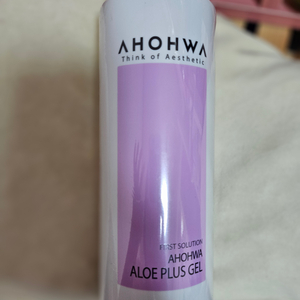 AHOHWA
Think of Aesthetic
FIRST SOLUTION
AHOHWA
ALOE PLUS GEL